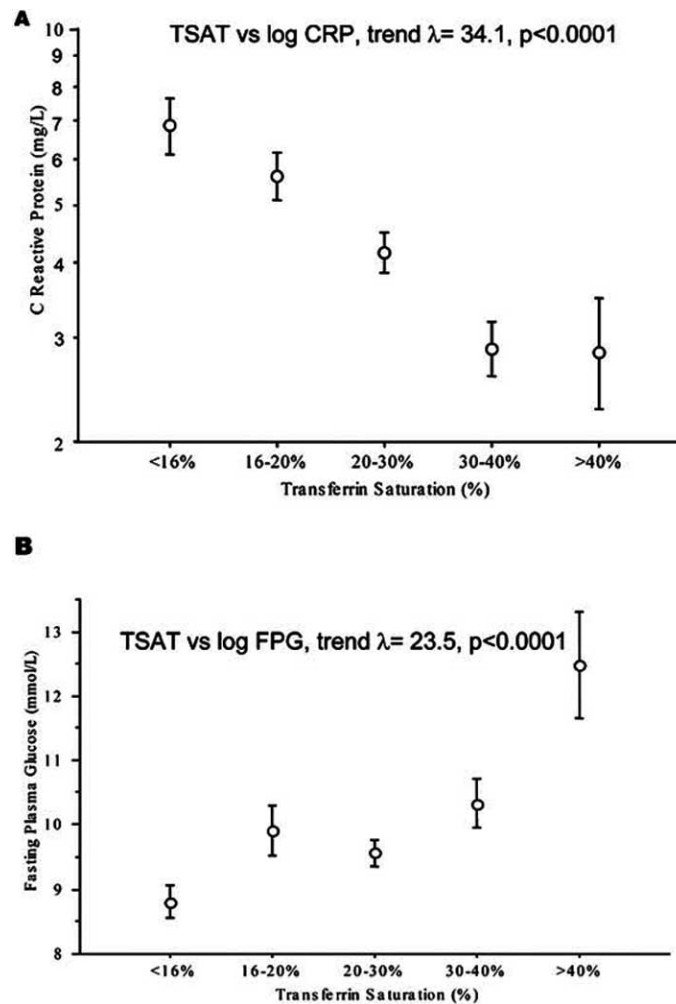 A
TSAT vs log CRP, trend λ= 34.1, p<0.0001
C Reactive Protein (mg/L)
10
9
8
7
6
5
4
3
2
<16% 16-20% 20-30% 30-40% >40%
Transferrin Saturation (%)
B
TSAT vs log FPG, trend λ= 23.5, p<0.0001
Fasting Plasma Glucose (mmol/L)
13
12
11
10
9
8
<16% 16-20% 20-30% 30-40% >40%
Transferrin Saturation (%)